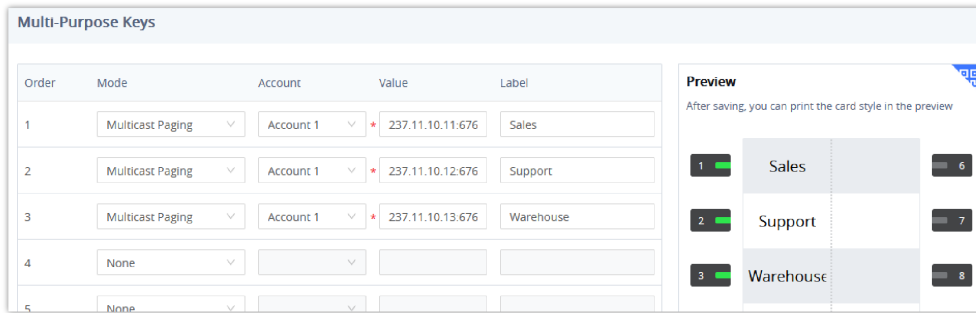 Multi-Purpose Keys
Order Mode Account Value Label
1 Multicast Paging Account 1 * 237.11.10.11:676 Sales
2 Multicast Paging Account 1 * 237.11.10.12:676 Support
3 Multicast Paging Account 1 * 237.11.10.13:676 Warehouse
4 None
5 None
Preview
After saving, you can print the card style in the preview
1 Sales 6
2 Support 7
3 Warehouse 8